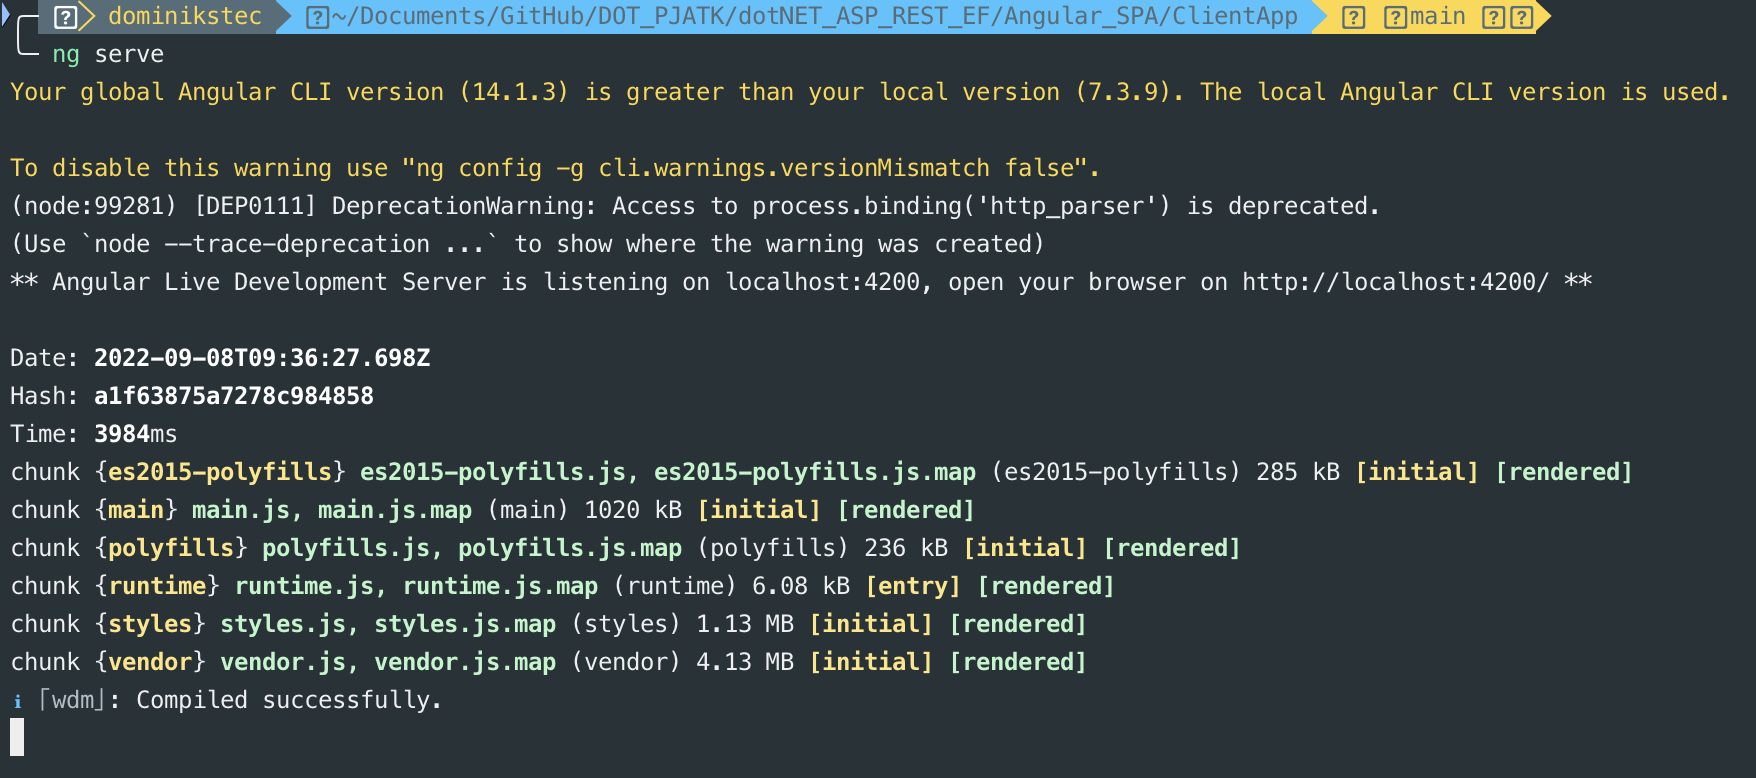 dominikstec ~/Documents/GitHub/DOT_PJATK/dotNET_ASP_REST_EF/Angular_SPA/ClientApp main
ng serve
Your global Angular CLI version (14.1.3) is greater than your local version (7.3.9). The local Angular CLI version is used.
To disable this warning use "ng config -g cli.warnings.versionMismatch false".
(node:99281) [DEP0111] DeprecationWarning: Access to process.binding('http_parser') is deprecated.
(Use `node --trace-deprecation ...` to show where the warning was created)
** Angular Live Development Server is listening on localhost:4200, open your browser on http://localhost:4200/ **
Date: 2022-09-08T09:36:27.698Z
Hash: a1f63875a7278c984858
Time: 3984ms
chunk {es2015-polyfills} es2015-polyfills.js, es2015-polyfills.js.map (es2015-polyfills) 285 kB [initial] [rendered]
chunk {main} main.js, main.js.map (main) 1020 kB [initial] [rendered]
chunk {polyfills} polyfills.js, polyfills.js.map (polyfills) 236 kB [initial] [rendered]
chunk {runtime} runtime.js, runtime.js.map (runtime) 6.08 kB [entry] [rendered]
chunk {styles} styles.js, styles.js.map (styles) 1.13 MB [initial] [rendered]
chunk {vendor} vendor.js, vendor.js.map (vendor) 4.13 MB [initial] [rendered]
ℹ ｢wdm｣: Compiled successfully.